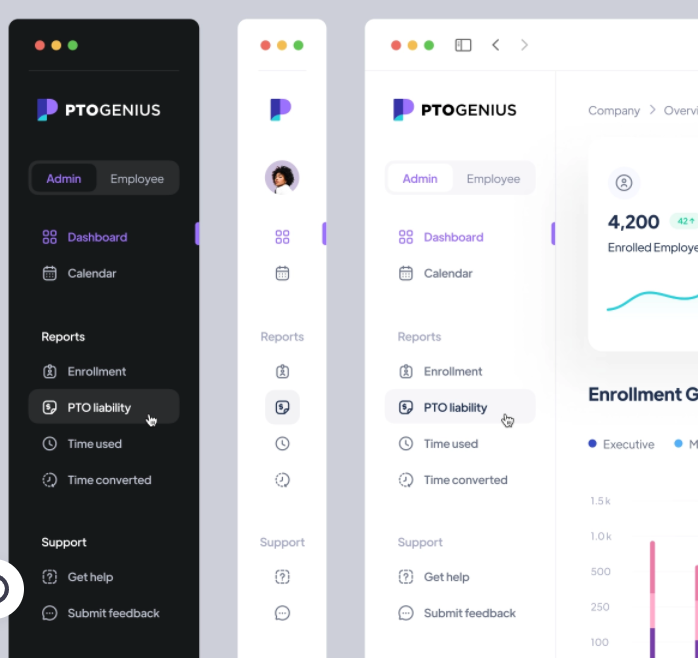 PTOGENIUS
Admin
Employee
Dashboard
Calendar
Reports
Enrollment
PTO liability
Time used
Time converted
Support
Get help
Submit feedback
Reports
Support
PTOGENIUS
Admin
Employee
Dashboard
Calendar
Reports
Enrollment
PTO liability
Time used
Time converted
Support
Get help
Submit feedback
Company > Overvi
4,200
42↑
Enrolled Employe
Enrollment G
Executive
M
1.5k
1.0k
500
250
100